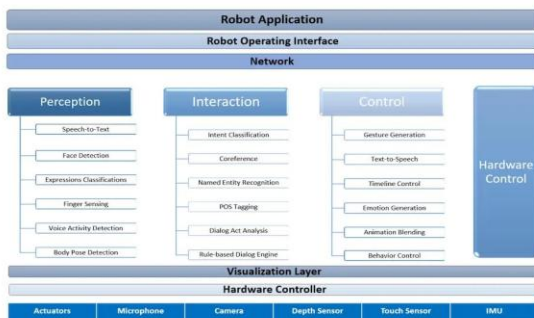 Robot Application
Robot Operating Interface
Network
Perception
Speech-to-Text
Face Detection
Expressions Classifications
Finger Sensing
Voice Activity Detection
Body Pose Detection
Interaction
Intent Classification
Coreference
Named Entity Recognition
POS Tagging
Dialog Act Analysis
Rule-based Dialog Engine
Control
Gesture Generation
Text-to-Speech
Timeline Control
Emotion Generation
Animation Blending
Behavior Control
Hardware
Control
Visualization Layer
Hardware Controller
Actuators Microphone Camera Depth Sensor Touch Sensor IMU